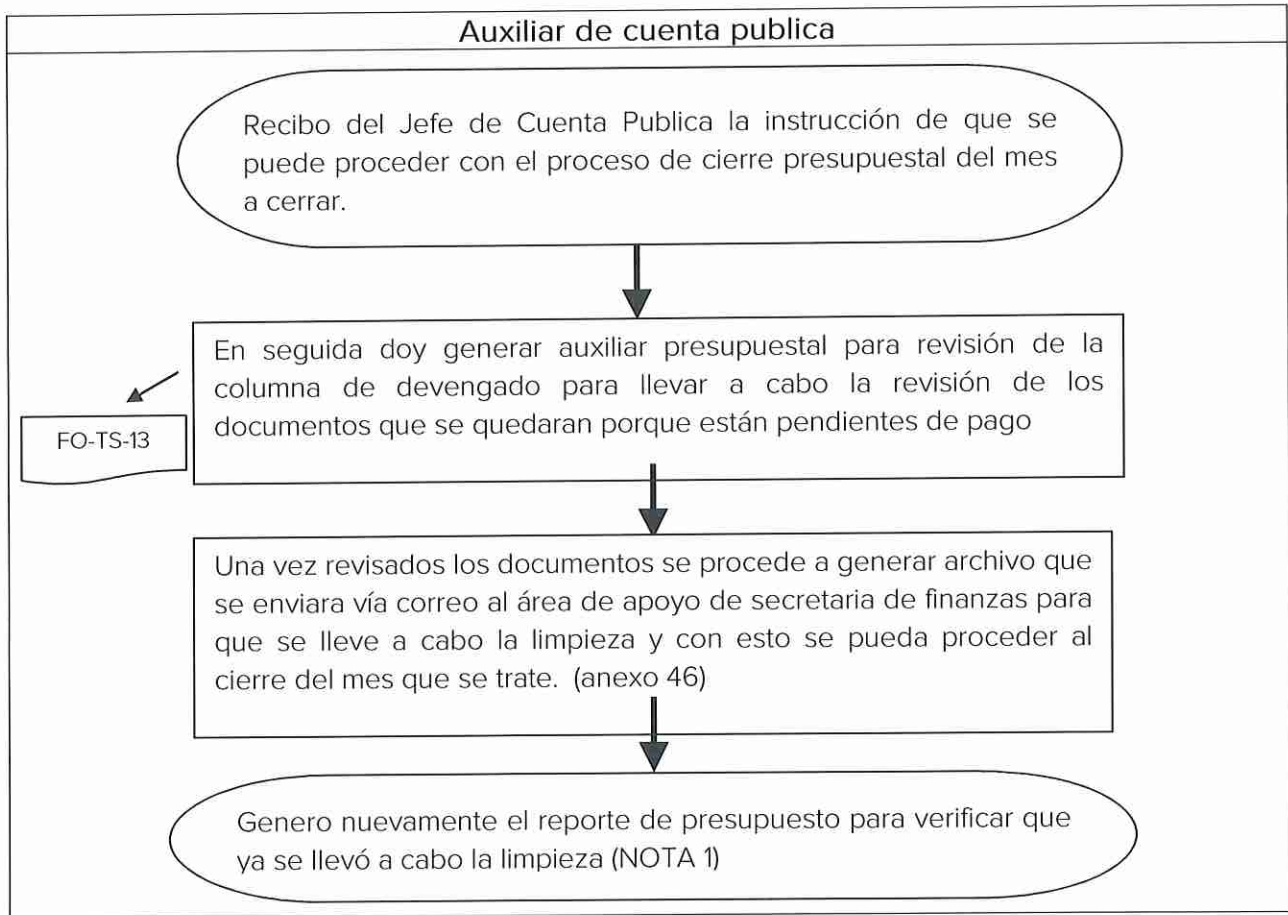 Auxiliar de cuenta publica
Recibo del Jefe de Cuenta Publica la instrucción de que se
puede proceder con el proceso de cierre presupuestal del mes
a cerrar.
En seguida doy generar auxiliar presupuestal para revisión de la
columna de devengado para llevar a cabo la revisión de los
documentos que se quedaran porque están pendientes de pago
FO-TS-13
Una vez revisados los documentos se procede a generar archivo que
se enviara vía correo al área de apoyo de secretaria de finanzas para
que se lleve a cabo la limpieza y con esto se pueda proceder al
cierre del mes que se trate. (anexo 46)
Genero nuevamente el reporte de presupuesto para verificar que
ya se llevó a cabo la limpieza (NOTA 1)